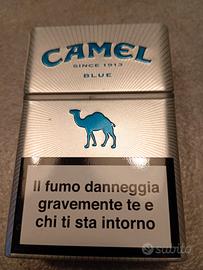 CAMEL
SINCE 1913
BLUE
Il fumo danneggia
gravemente te e
chi ti sta intorno
subito